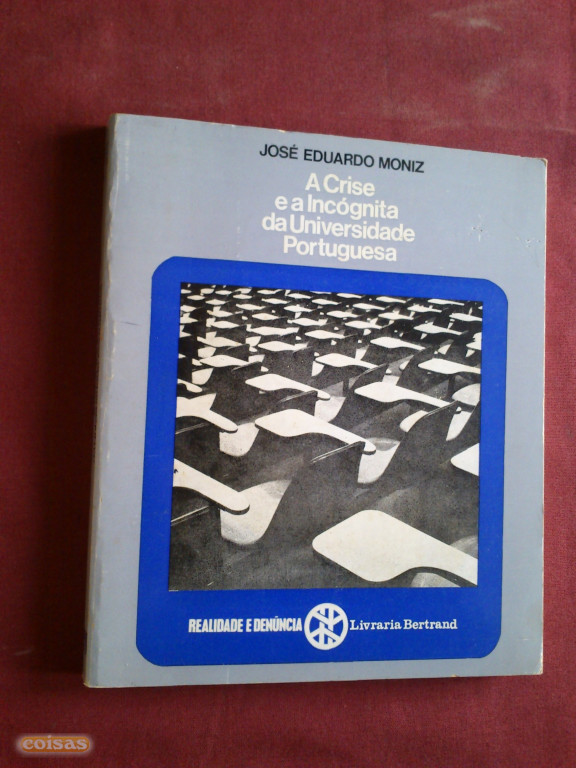 JOSÉ EDUARDO MONIZ
A Crise
e a Incógnita
da Universidade
Portuguesa
REALIDADE E DENÚNCIA Livraria Bertrand
coisas